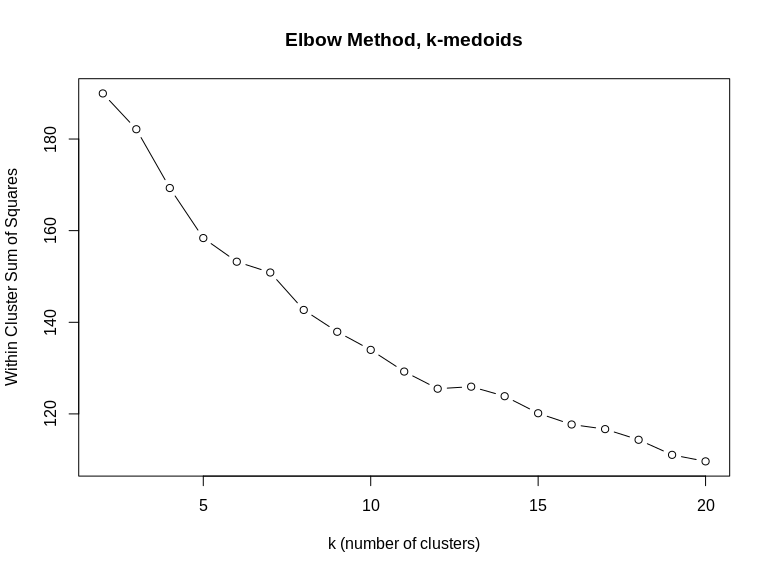 Elbow Method, k-medoids
Within Cluster Sum of Squares
180
160
140
120
5 10 15 20
k (number of clusters)